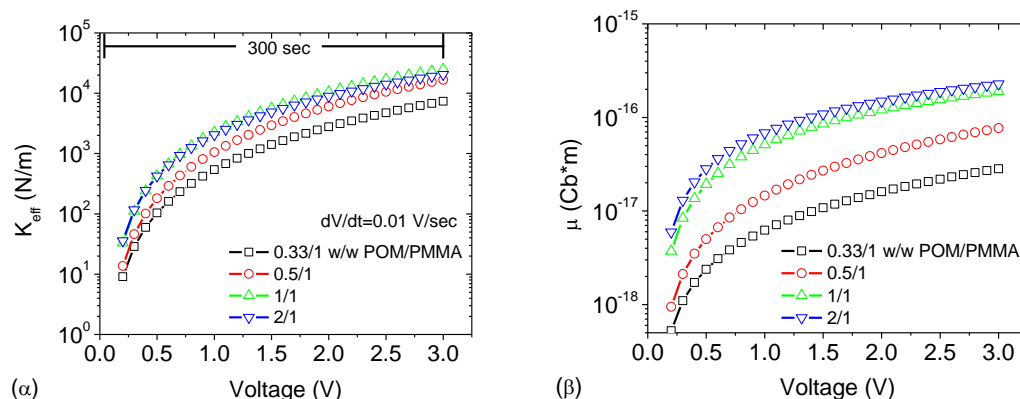 300 sec
10^5
10^4
10^3
10^2
10^1
10^0
K_eff (N/m)
dV/dt=0.01 V/sec
0.33/1 w/w POM/PMMA
0.5/1
1/1
2/1
0.0 0.5 1.0 1.5 2.0 2.5 3.0
Voltage (V)
(α)
10^-15
10^-16
10^-17
10^-18
μ (Cb*m)
0.33/1 w/w POM/PMMA
0.5/1
1/1
2/1
0.0 0.5 1.0 1.5 2.0 2.5 3.0
Voltage (V)
(β)